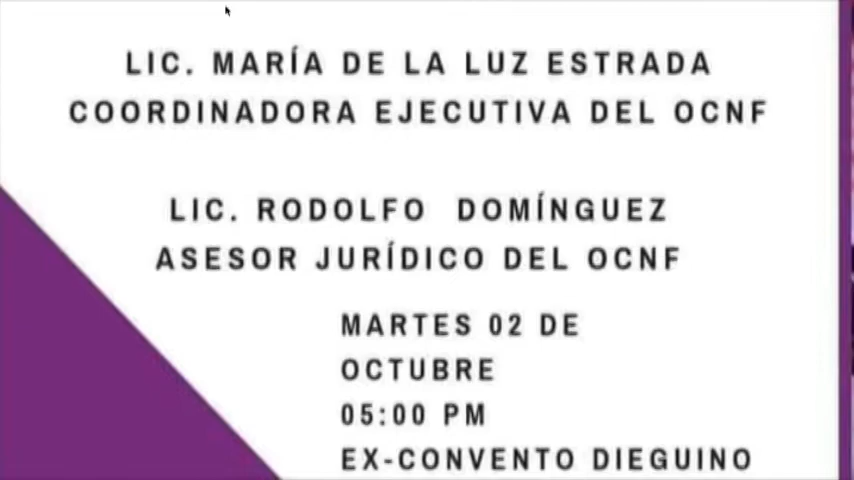 LIC. MARÍA DE LA LUZ ESTRADA
COORDINADORA EJECUTIVA DEL OCNF
LIC. RODOLFO DOMÍNGUEZ
ASESOR JURÍDICO DEL OCNF
MARTES 02 DE
OCTUBRE
05:00 PM
EX-CONVENTO DIEGUINO